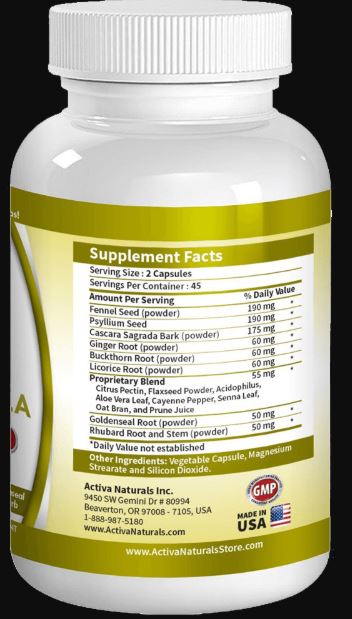 os!
.A
seal
rb
NT
Supplement Facts
Serving Size : 2 Capsules
Servings Per Container : 45
Amount Per Serving % Daily Value
Fennel Seed (powder) 190 mg *
Psyllium Seed 190 mg *
Cascara Sagrada Bark (powder) 175 mg *
Ginger Root (powder) 60 mg *
Buckthorn Root (powder) 60 mg *
Licorice Root (powder) 60 mg *
Proprietary Blend 55 mg
Citrus Pectin, Flaxseed Powder, Acidophilus,
Aloe Vera Leaf, Cayenne Pepper, Senna Leaf,
Oat Bran, and Prune Juice *
Goldenseal Root (powder) 50 mg *
Rhubarb Root and Stem (powder) 50 mg *
*Daily Value not established
Other Ingredients: Vegetable Capsule, Magnesium
Strearate and Silicon Dioxide.
Activa Naturals Inc.
9450 SW Gemini Dr # 80994
Beaverton, OR 97008 - 7105, USA
1-888-987-5180
www.ActivaNaturals.com
GMP
MADE IN
USA
www.ActivaNaturalsStore.com